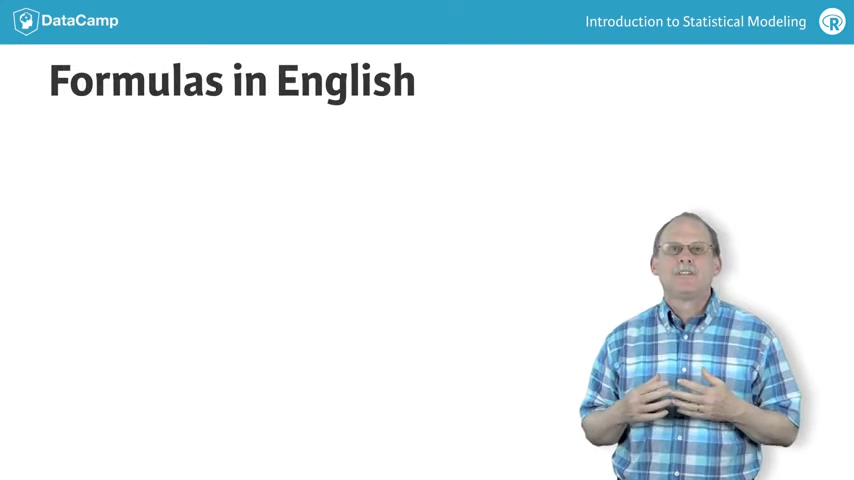 DataCamp
Introduction to Statistical Modeling
R
Formulas in English